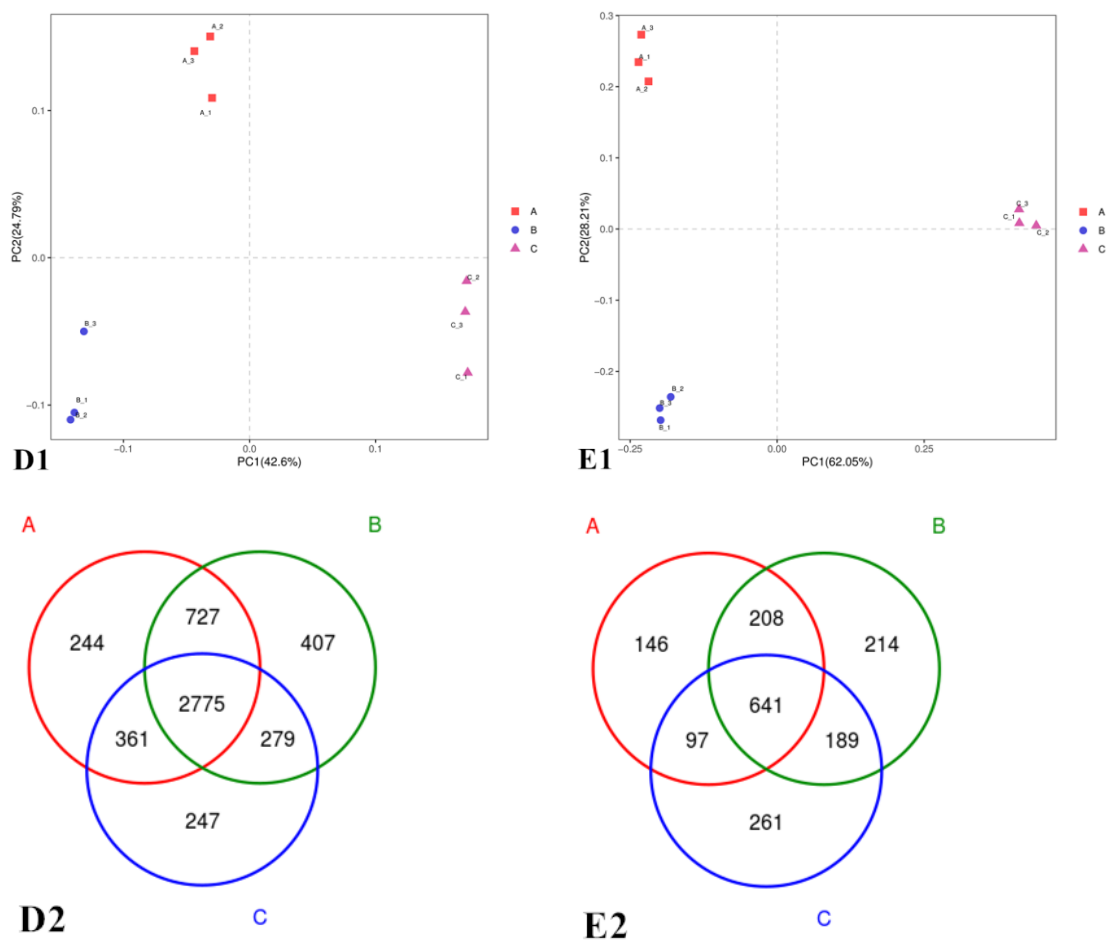 A_2
A_3
A_1
0.1
0.0
−0.1
B_3
B_1
B_2
C_2
C_3
C_1
PC2(24.79%)
−0.1
0.0
0.1
PC1(42.6%)
A
B
C
D1
0.3
0.2
0.1
0.0
−0.1
−0.2
A_3
A_1
A_2
C_3
C_1
C_2
B_2
B_3
B_1
PC2(28.21%)
−0.25
0.00
0.25
PC1(62.05%)
A
B
C
E1
A
B
727
244
407
2775
361
279
247
D2
C
A
B
208
146
214
641
97
189
261
E2
C